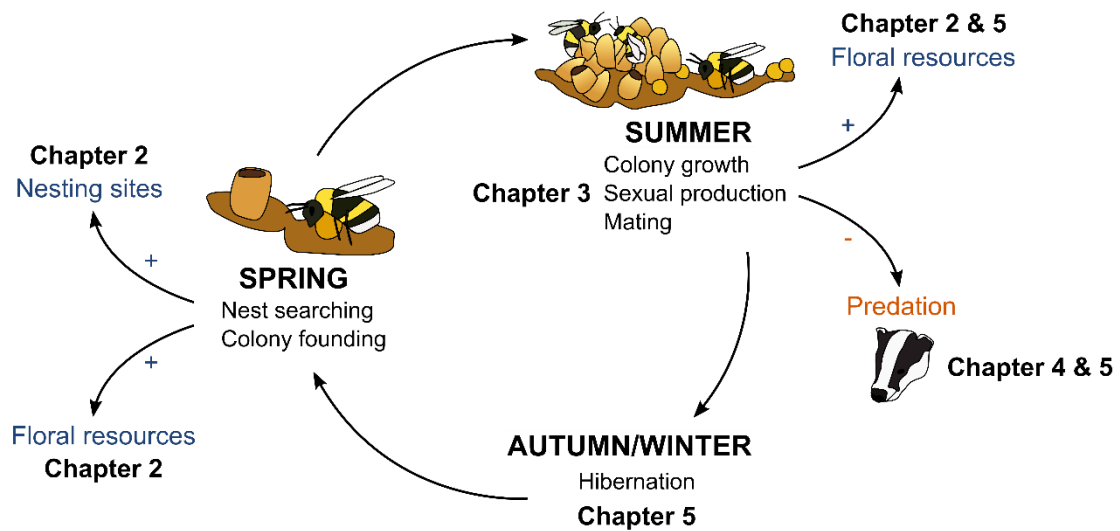 Chapter 2 & 5
Floral resources
+
SUMMER
Colony growth
Chapter 3 Sexual production
Mating
-
Predation
Chapter 4 & 5
Chapter 2
Nesting sites
+
SPRING
Nest searching
Colony founding
+
Floral resources
Chapter 2
AUTUMN/WINTER
Hibernation
Chapter 5